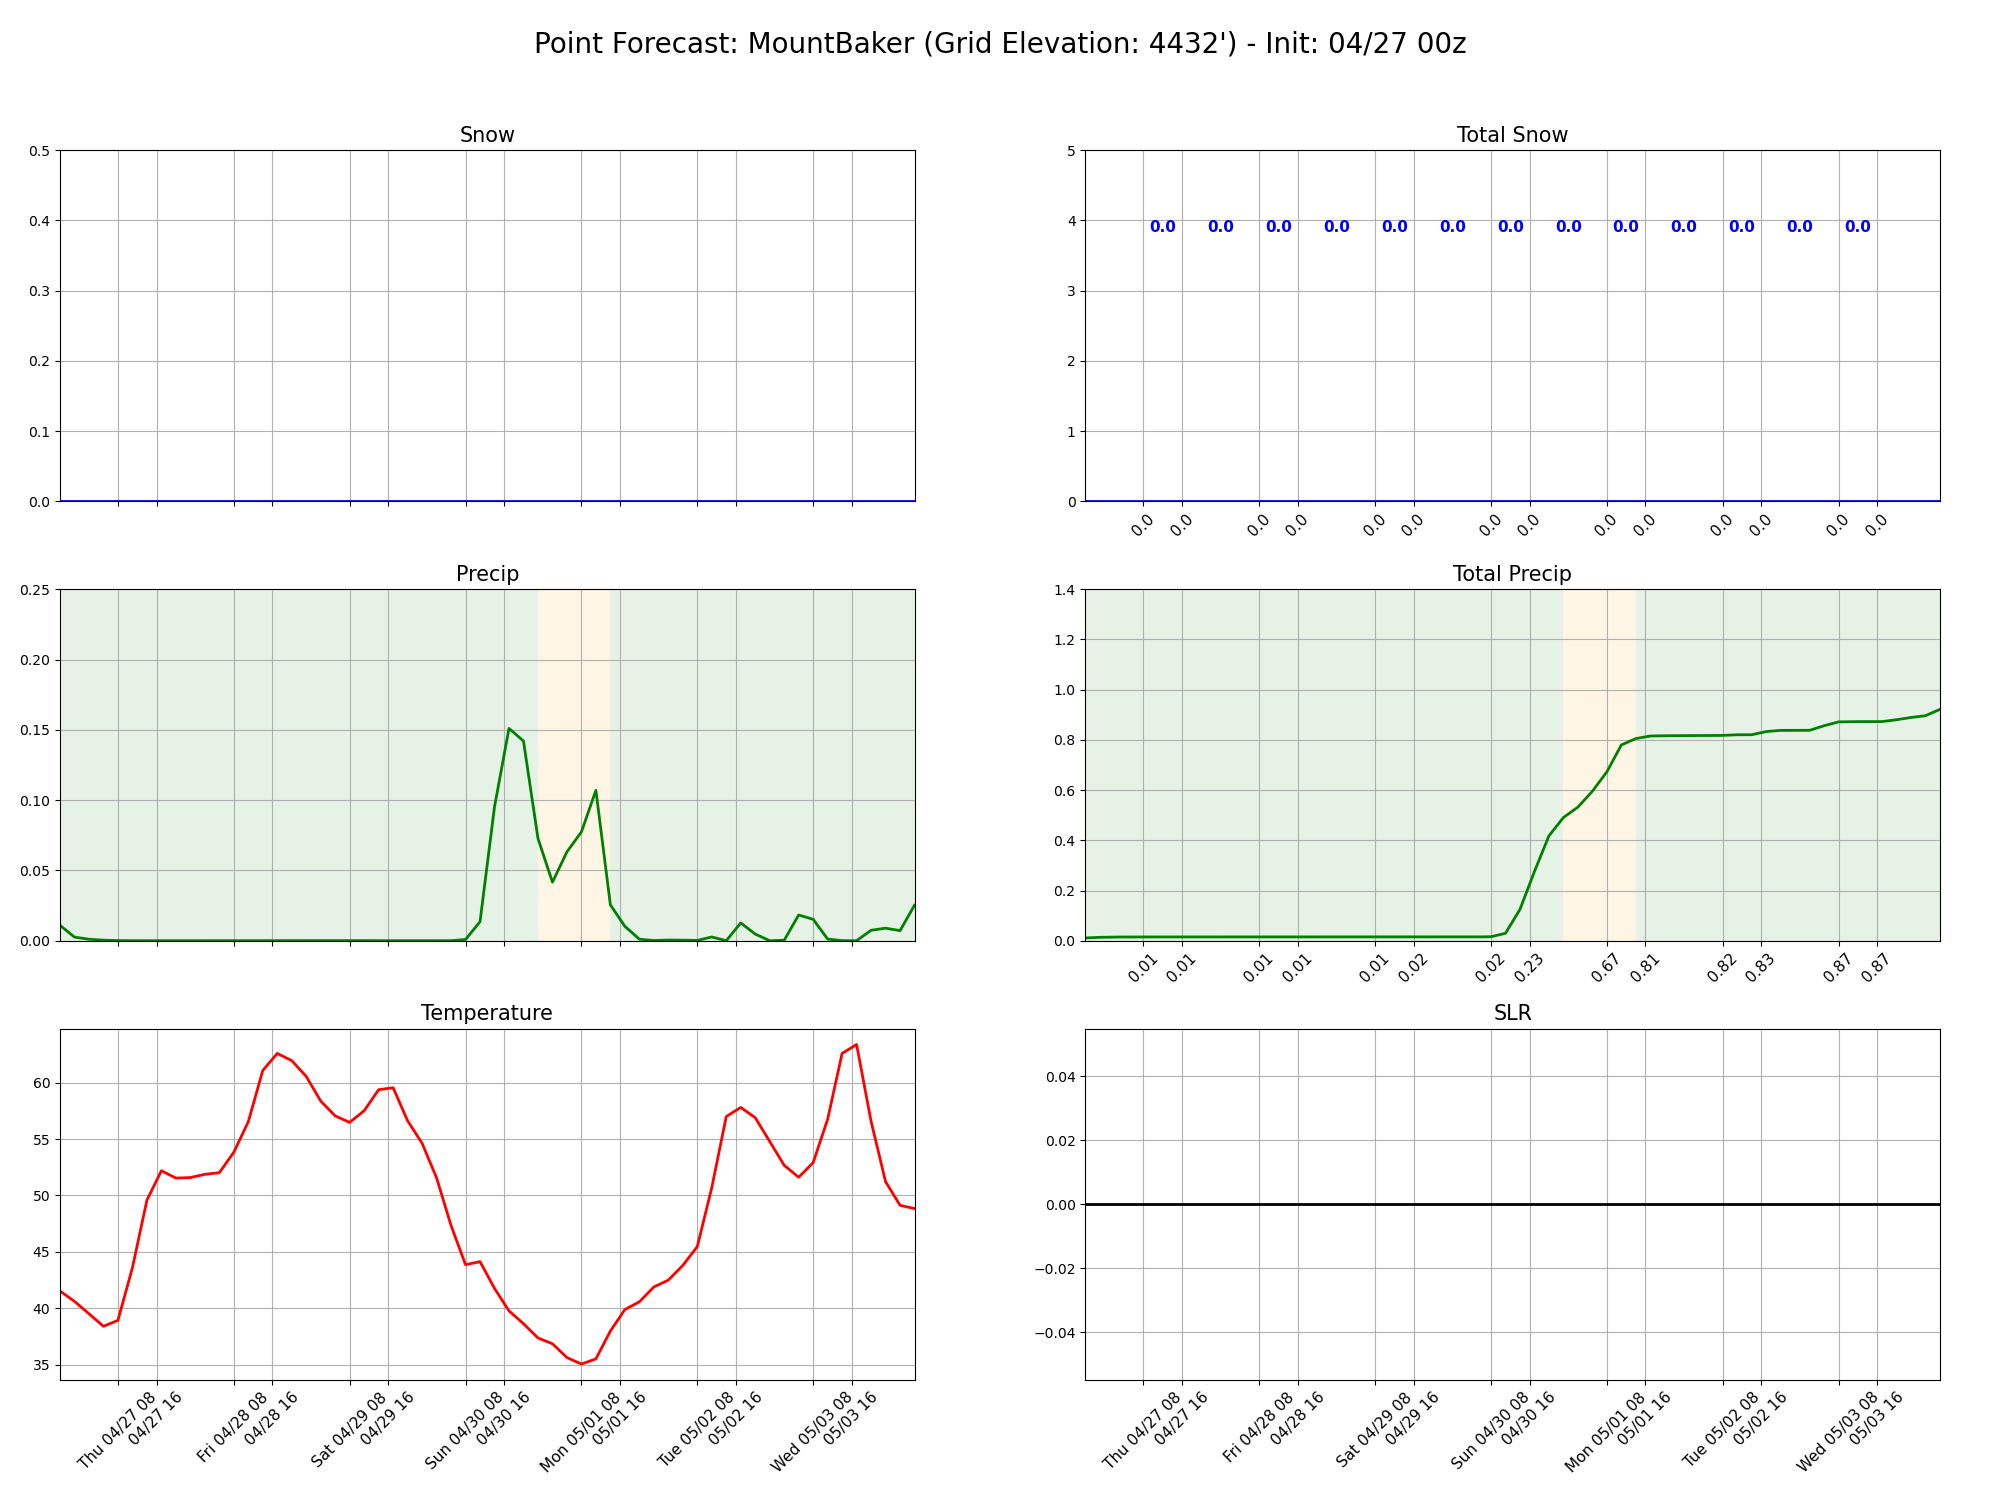 Point Forecast: MountBaker (Grid Elevation: 4432') - Init: 04/27 00z
Snow
0.5
0.4
0.3
0.2
0.1
0.0
Total Snow
5
4
3
2
1
0
0.0 0.0 0.0 0.0 0.0 0.0 0.0 0.0 0.0 0.0 0.0 0.0 0.0
0.0 0.0 0.0 0.0 0.0 0.0 0.0 0.0 0.0 0.0 0.0 0.0 0.0 0.0
Precip
0.25
0.20
0.15
0.10
0.05
0.00
Total Precip
1.4
1.2
1.0
0.8
0.6
0.4
0.2
0.0
0.01 0.01 0.01 0.01 0.01 0.02 0.02 0.23 0.67 0.81 0.82 0.83 0.87 0.87
Temperature
60
55
50
45
40
35
Thu 04/27 08
04/27 16
Fri 04/28 08
04/28 16
Sat 04/29 08
04/29 16
Sun 04/30 08
04/30 16
Mon 05/01 08
05/01 16
Tue 05/02 08
05/02 16
Wed 05/03 08
05/03 16
SLR
0.04
0.02
0.00
−0.02
−0.04
Thu 04/27 08
04/27 16
Fri 04/28 08
04/28 16
Sat 04/29 08
04/29 16
Sun 04/30 08
04/30 16
Mon 05/01 08
05/01 16
Tue 05/02 08
05/02 16
Wed 05/03 08
05/03 16